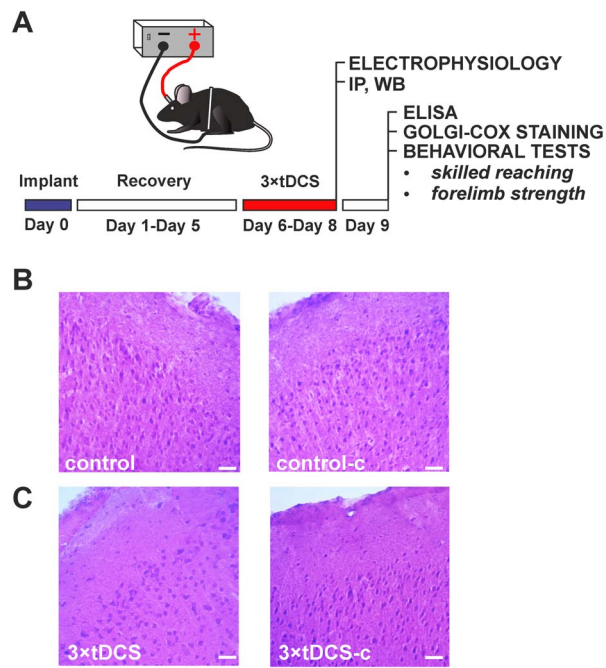 A
− +
ELECTROPHYSIOLOGY
IP, WB
ELISA
GOLGI-COX STAINING
BEHAVIORAL TESTS
• skilled reaching
• forelimb strength
Implant Recovery 3×tDCS
Day 0 Day 1-Day 5 Day 6-Day 8 Day 9
B
control control-c
C
3×tDCS 3×tDCS-c